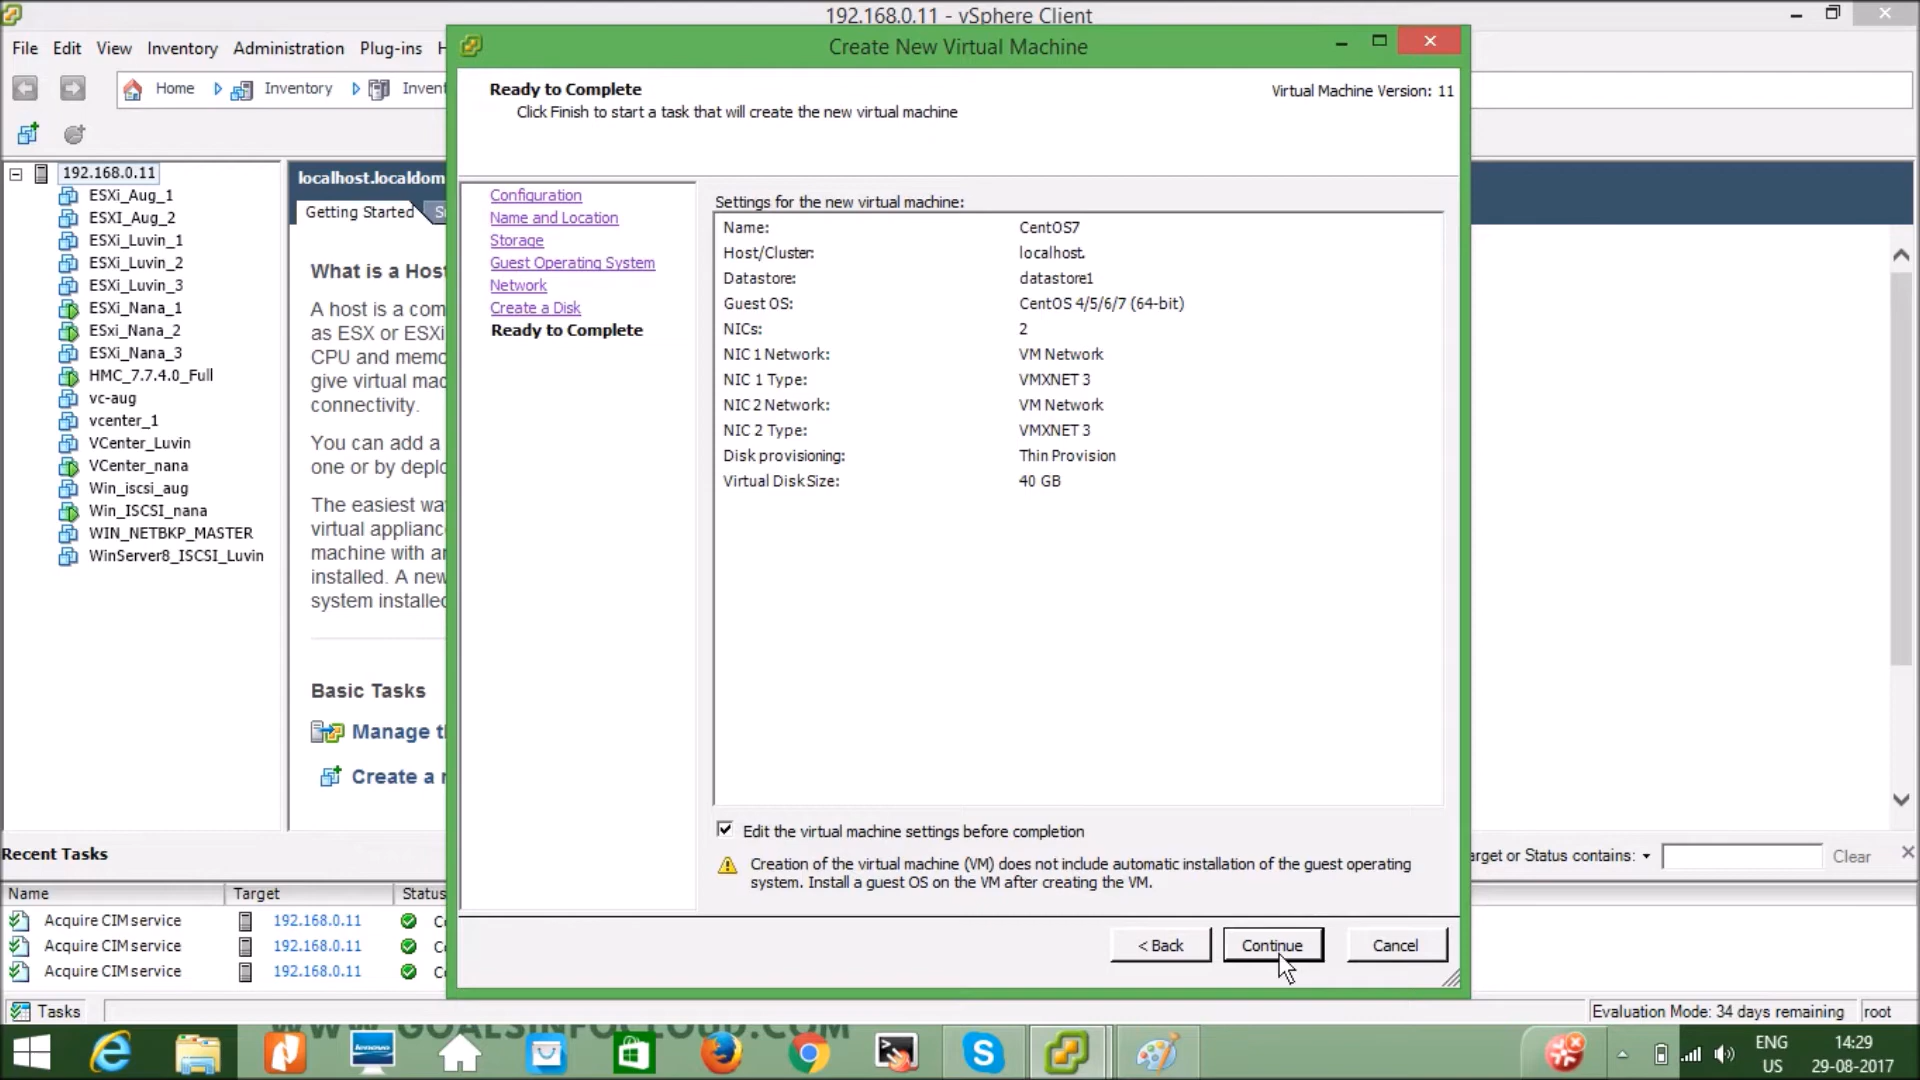 192.168.0.11 - vSphere Client
File Edit View Inventory Administration Plug-ins H
Home Inventory Invent
192.168.0.11
ESXi_Aug_1
ESXI_Aug_2
ESXi_Luvin_1
ESXi_Luvin_2
ESXi_Luvin_3
ESXi_Nana_1
ESxi_Nana_2
ESXi_Nana_3
HMC_7.7.4.0_Full
vc-aug
vcenter_1
VCenter_Luvin
VCenter_nana
Win_iscsi_aug
Win_ISCSI_nana
WIN_NETBKP_MASTER
WinServer8_ISCSI_Luvin
localhost.localdom
Getting Started
What is a Host
A host is a com
as ESX or ESXi
CPU and memo
give virtual mac
connectivity.
You can add a
one or by deplo
The easiest wa
virtual appliance
machine with an
installed. A new
system installed
Basic Tasks
Manage th
Create a n
Create New Virtual Machine
Ready to Complete
Click Finish to start a task that will create the new virtual machine
Virtual Machine Version: 11
Configuration
Name and Location
Storage
Guest Operating System
Network
Create a Disk
Ready to Complete
Settings for the new virtual machine:
Name: CentOS7
Host/Cluster: localhost.
Datastore: datastore1
Guest OS: CentOS 4/5/6/7 (64-bit)
NICs: 2
NIC 1 Network: VM Network
NIC 1 Type: VMXNET 3
NIC 2 Network: VM Network
NIC 2 Type: VMXNET 3
Disk provisioning: Thin Provision
Virtual Disk Size: 40 GB
Edit the virtual machine settings before completion
Creation of the virtual machine (VM) does not include automatic installation of the guest operating
system. Install a guest OS on the VM after creating the VM.
< Back Continue Cancel
Recent Tasks
arget or Status contains: Clear
Name Target Status
Acquire CIM service 192.168.0.11 C
Acquire CIM service 192.168.0.11 C
Acquire CIM service 192.168.0.11 C
Tasks
Evaluation Mode: 34 days remaining root
WWW.GOALSINFOCLOUD.COM
lenovo
ENG
US
14:29
29-08-2017